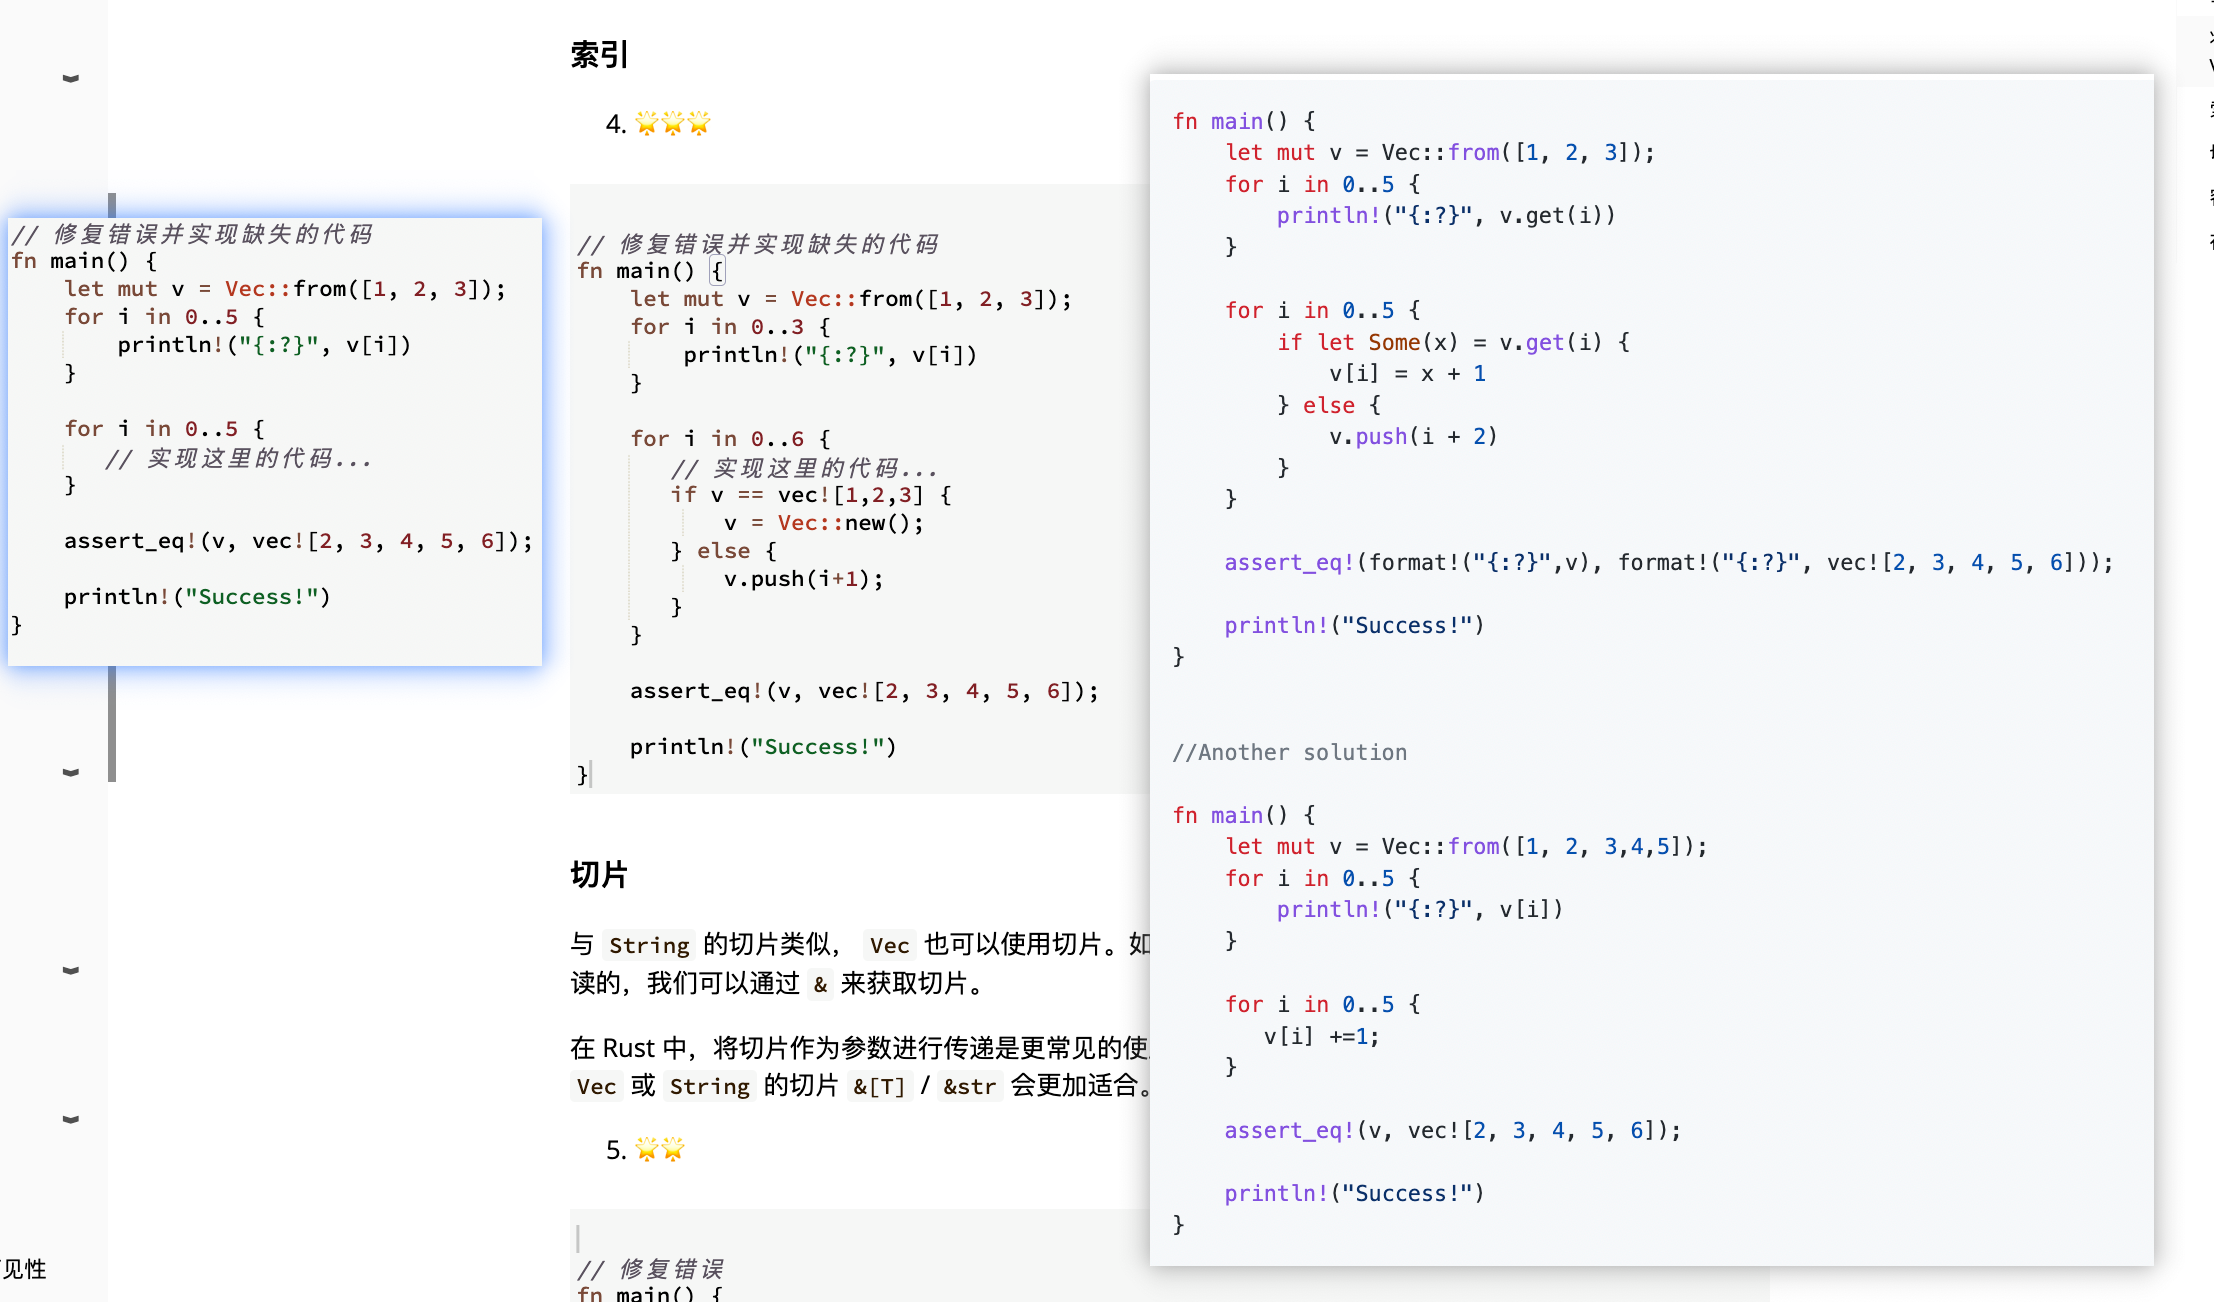 索引
4. 🌟🌟🌟
// 修复错误并实现缺失的代码
fn main() {
    let mut v = Vec::from([1, 2, 3]);
    for i in 0..5 {
        println!("{:?}", v[i])
    }

    for i in 0..5 {
       // 实现这里的代码...
    }

    assert_eq!(v, vec![2, 3, 4, 5, 6]);

    println!("Success!")
}
// 修复错误并实现缺失的代码
fn main() {
    let mut v = Vec::from([1, 2, 3]);
    for i in 0..3 {
        println!("{:?}", v[i])
    }

    for i in 0..6 {
       // 实现这里的代码...
       if v == vec![1,2,3] {
           v = Vec::new();
       } else {
           v.push(i+1);
       }
    }

    assert_eq!(v, vec![2, 3, 4, 5, 6]);

    println!("Success!")
}
切片
与 String 的切片类似， Vec 也可以使用切片。如
读的，我们可以通过 & 来获取切片。
在 Rust 中，将切片作为参数进行传递是更常见的使
Vec 或 String 的切片 &[T] / &str 会更加适合。
5. 🌟🌟
// 修复错误
fn main() {
见性
fn main() {
    let mut v = Vec::from([1, 2, 3]);
    for i in 0..5 {
        println!("{:?}", v.get(i))
    }

    for i in 0..5 {
        if let Some(x) = v.get(i) {
            v[i] = x + 1
        } else {
            v.push(i + 2)
        }
    }

    assert_eq!(format!("{:?}",v), format!("{:?}", vec![2, 3, 4, 5, 6]));

    println!("Success!")
}

//Another solution

fn main() {
    let mut v = Vec::from([1, 2, 3,4,5]);
    for i in 0..5 {
        println!("{:?}", v[i])
    }

    for i in 0..5 {
       v[i] +=1;
    }

    assert_eq!(v, vec![2, 3, 4, 5, 6]);

    println!("Success!")
}